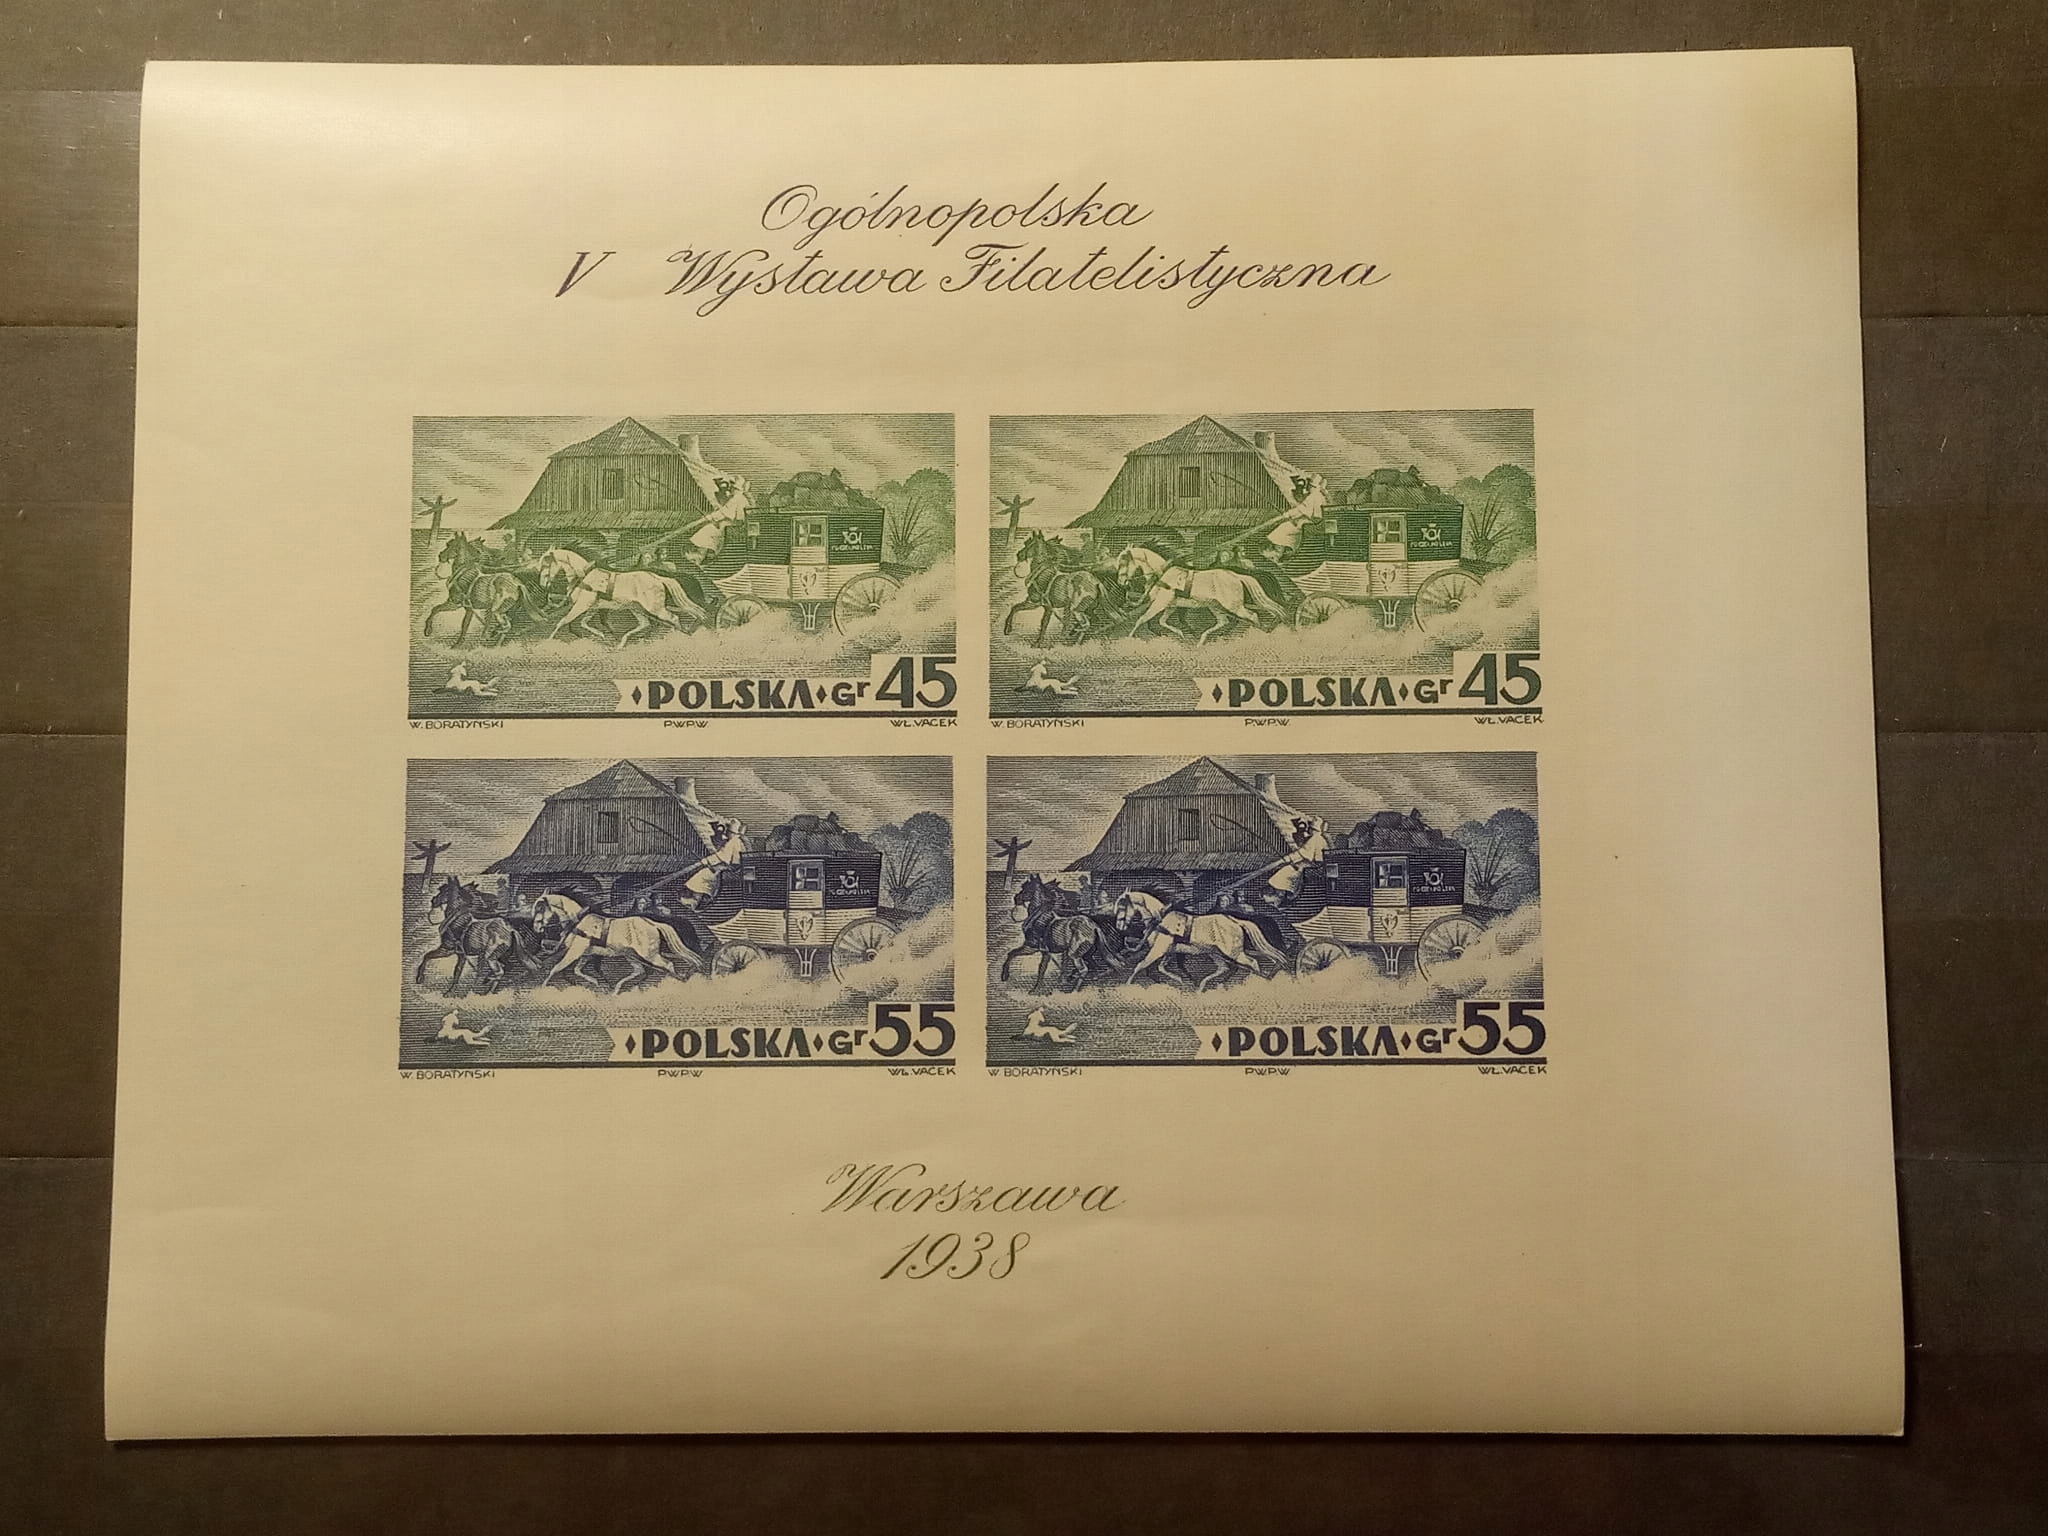 Ogólnopolska
V Wystawa Filatelistyczna
POLSKA Gr 45
W. BORATYŃSKI P.W.P.W. WŁ. VACEK
POLSKA Gr 45
W. BORATYŃSKI P.W.P.W. WŁ. VACEK
POLSKA Gr 55
W. BORATYŃSKI P.W.P.W. WŁ. VACEK
POLSKA Gr 55
W. BORATYŃSKI P.W.P.W. WŁ. VACEK
Warszawa
1938